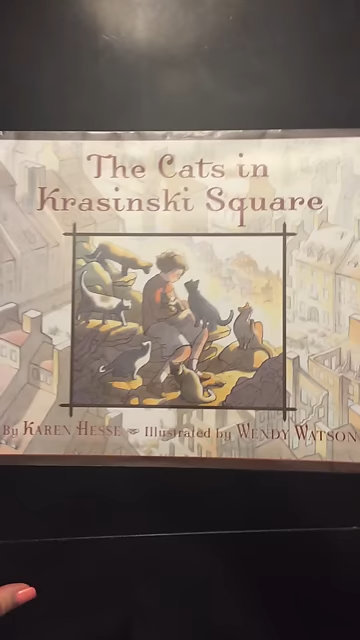 The Cats in
Krasinski Square
By KAREN HESSE Illustrated by WENDY WATSON